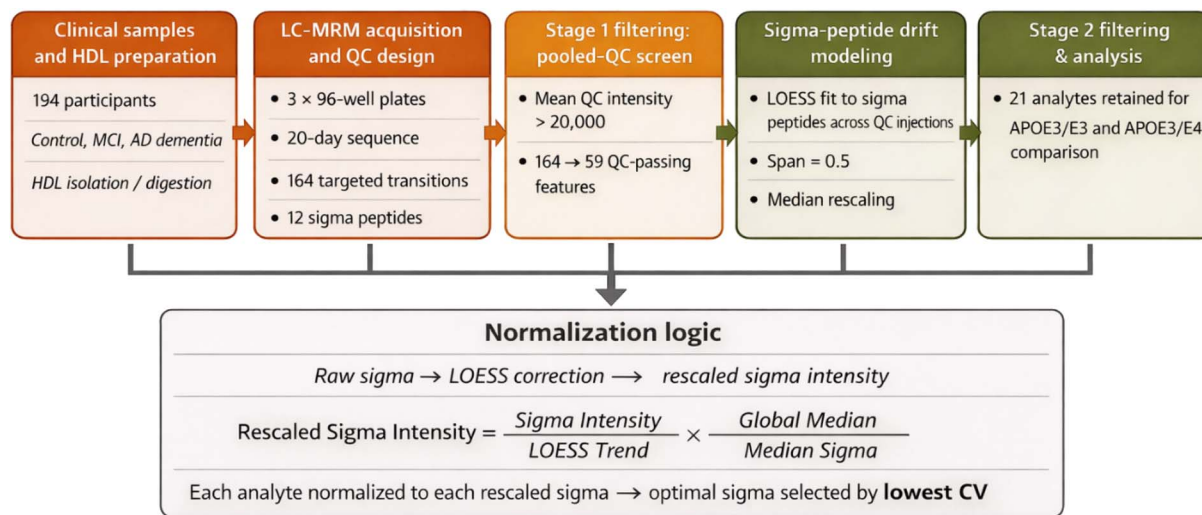 Clinical samples
and HDL preparation
194 participants
Control, MCI, AD dementia
HDL isolation / digestion
LC-MRM acquisition
and QC design
• 3 × 96-well plates
• 20-day sequence
• 164 targeted transitions
• 12 sigma peptides
Stage 1 filtering:
pooled-QC screen
• Mean QC intensity
> 20,000
• 164 → 59 QC-passing
features
Sigma-peptide drift
modeling
• LOESS fit to sigma
peptides across QC injections
• Span = 0.5
• Median rescaling
Stage 2 filtering
& analysis
• 21 analytes retained for
APOE3/E3 and APOE3/E4
comparison
Normalization logic
Raw sigma → LOESS correction → rescaled sigma intensity
Rescaled Sigma Intensity = Sigma Intensity / LOESS Trend × Global Median / Median Sigma
Each analyte normalized to each rescaled sigma → optimal sigma selected by lowest CV